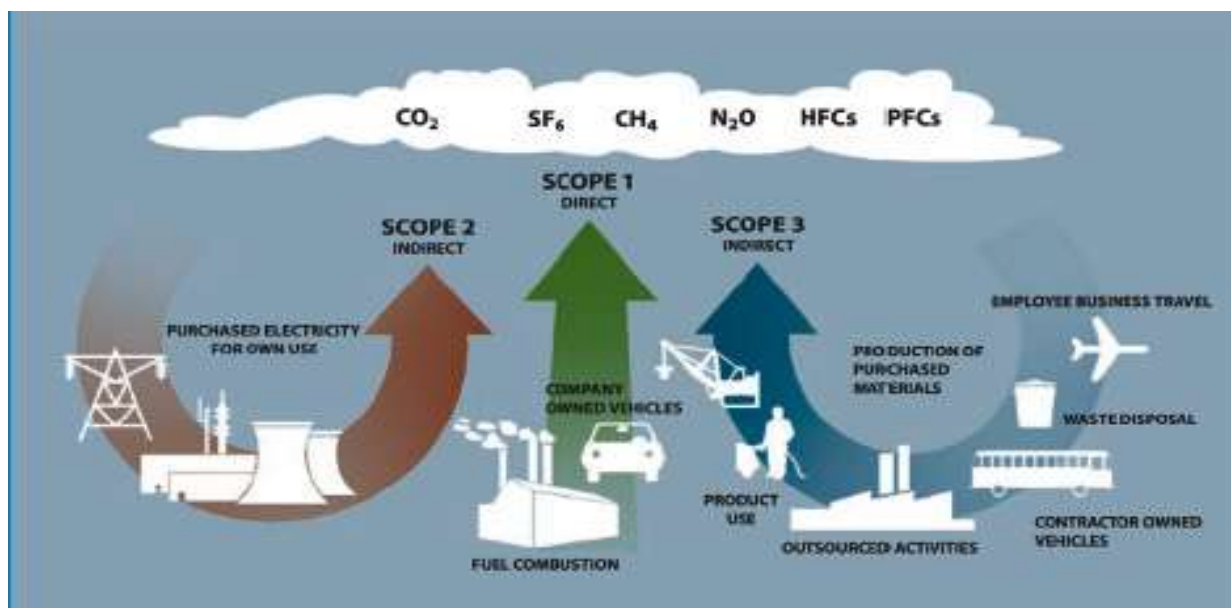 CO₂ SF₆ CH₄ N₂O HFCs PFCs
SCOPE 1
DIRECT
SCOPE 2
INDIRECT
SCOPE 3
INDIRECT
PURCHASED ELECTRICITY
FOR OWN USE
COMPANY
OWNED VEHICLES
FUEL COMBUSTION
PRODUCT
USE
PRODUCTION OF
PURCHASED
MATERIALS
OUTSOURCED ACTIVITIES
EMPLOYEE BUSINESS TRAVEL
WASTE DISPOSAL
CONTRACTOR OWNED
VEHICLES